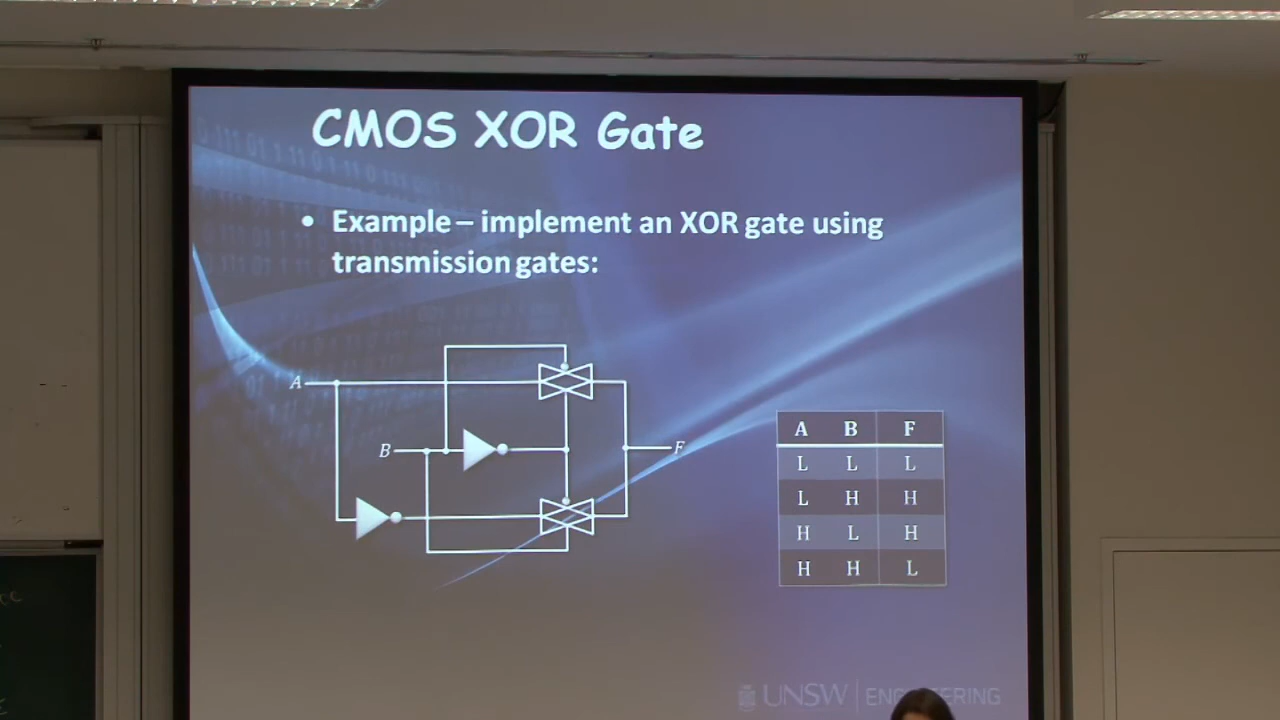 CMOS XOR Gate
• Example – implement an XOR gate using
transmission gates:
A
B
F
A B F
L L L
L H H
H L H
H H L
UNSW ENGINEERING